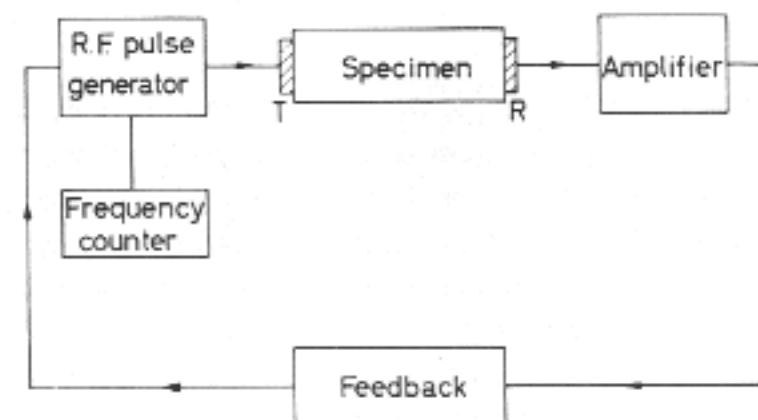 R.F. pulse
generator
T
Specimen
R
Amplifier
Frequency
counter
Feedback